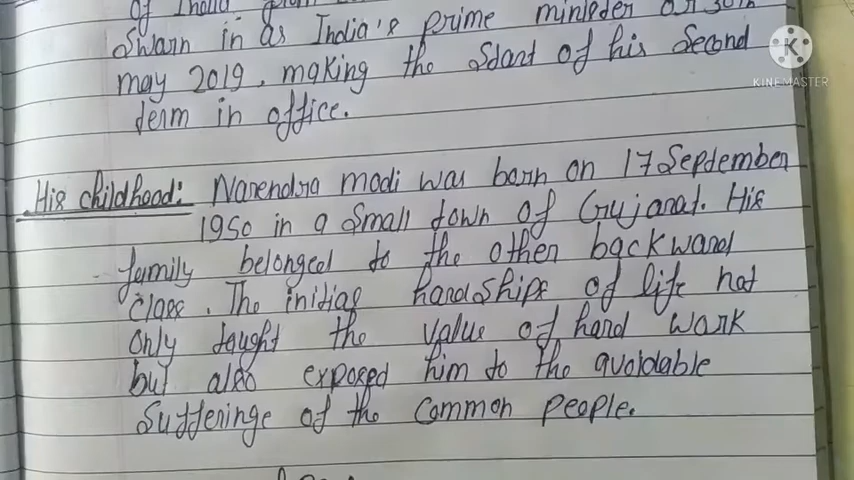 of India
Sworn in as India's prime minister on 30th
may 2019, making the start of his Second
term in office.
His childhood: Narendra modi was born on 17 September
1950 in a small town of Gujarat. His
family belonged to the other backward
class. The initial hardships of life not
only taught the value of hard work
but also exposed him to the avoidable
Sufferings of the common people.
K
KINEMASTER